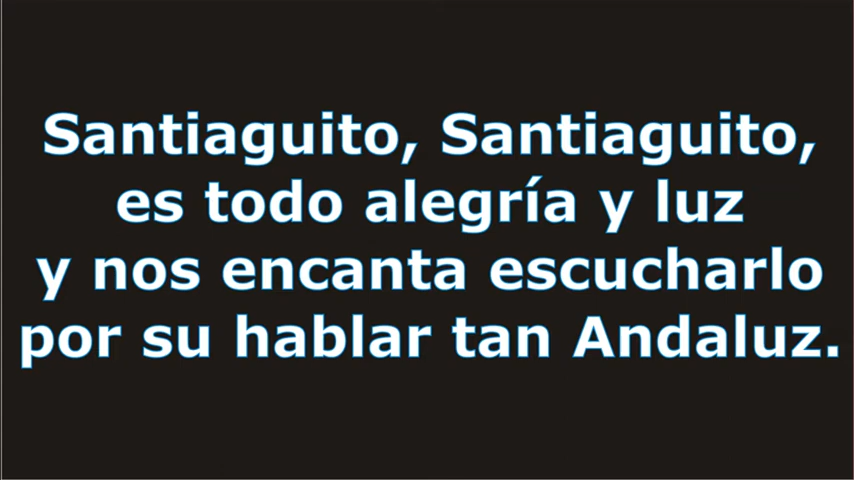 Santiaguito, Santiaguito,
es todo alegría y luz
y nos encanta escucharlo
por su hablar tan Andaluz.